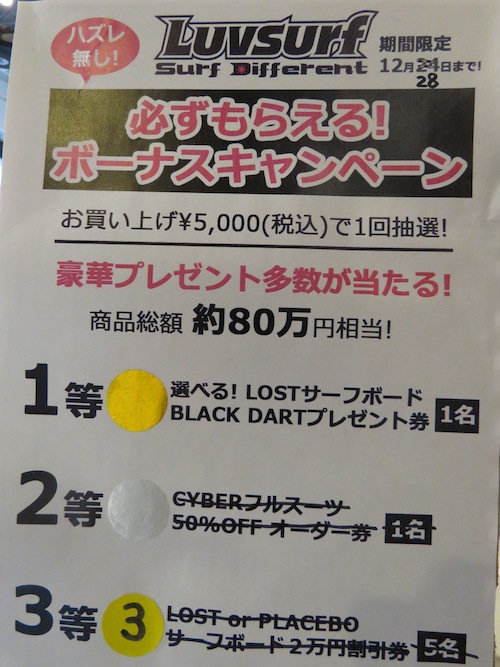 ハズレ
無し!
LUVSURF
Surf Different
期間限定
12月24日まで!
28
必ずもらえる!
ボーナスキャンペーン
お買い上げ¥5,000(税込)で1回抽選!
豪華プレゼント多数が当たる!
商品総額 約80万円相当!
1等 選べる! LOSTサーフボード
BLACK DARTプレゼント券 1名
2等 CYBERフルスーツ
50%OFF オーダー券 1名
3等 3 LOST or PLACEBO
サーフボード2万円割引券 5名